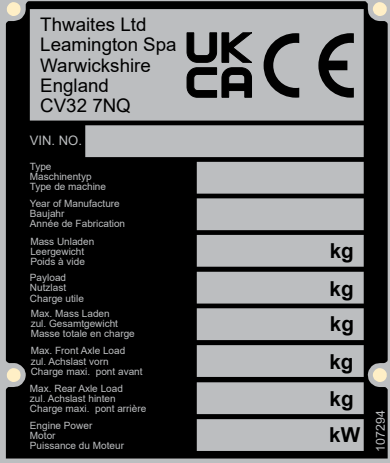 Thwaites Ltd
Leamington Spa
Warwickshire
England
CV32 7NQ
UK
CA
CE
VIN. NO.
Type
Maschinentyp
Type de machine
Year of Manufacture
Baujahr
Année de Fabrication
Mass Unladen
Leergewicht
Poids à vide
kg
Payload
Nutzlast
Charge utile
kg
Max. Mass Laden
zul. Gesamtgewicht
Masse totale en charge
kg
Max. Front Axle Load
zul. Achslast vorn
Charge maxi. pont avant
kg
Max. Rear Axle Load
zul. Achslast hinten
Charge maxi. pont arrière
kg
Engine Power
Motor
Puissance du Moteur
kW
107294